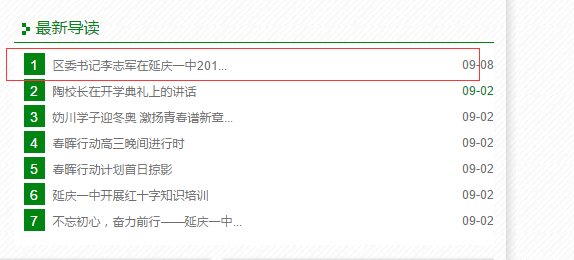 最新导读
1 区委书记李志军在延庆一中201... 09-08
2 陶校长在开学典礼上的讲话 09-02
3 妫川学子迎冬奥 激扬青春谱新章... 09-02
4 春晖行动高三晚间进行时 09-02
5 春晖行动计划首日掠影 09-02
6 延庆一中开展红十字知识培训 09-02
7 不忘初心，奋力前行——延庆一中... 09-02